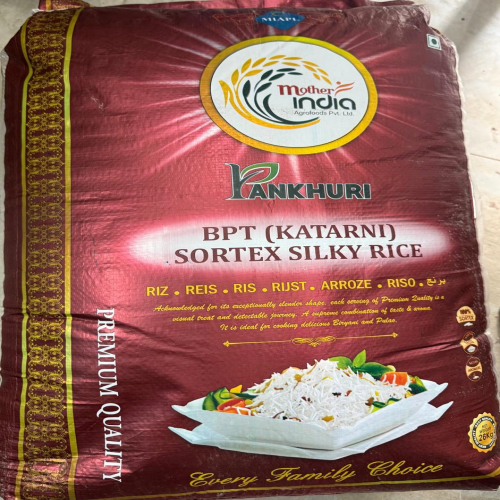 MIIAPL
mother
india
Agrofoods Pvt. Ltd.
PANKHURI
BPT (KATARNI)
SORTEX SILKY RICE
RIZ • REIS • RIS • RIJST • ARROZE • RISO • برنج
Acknowledged for its exceptionally slender shape, each serving of Premium Quality is a
visual treat and delectable journey. A supreme combination of taste & aroma.
It is ideal for cooking delicious Biryani and Pulao.
PREMIUM QUALITY
100%
26KG
Every Family Choice